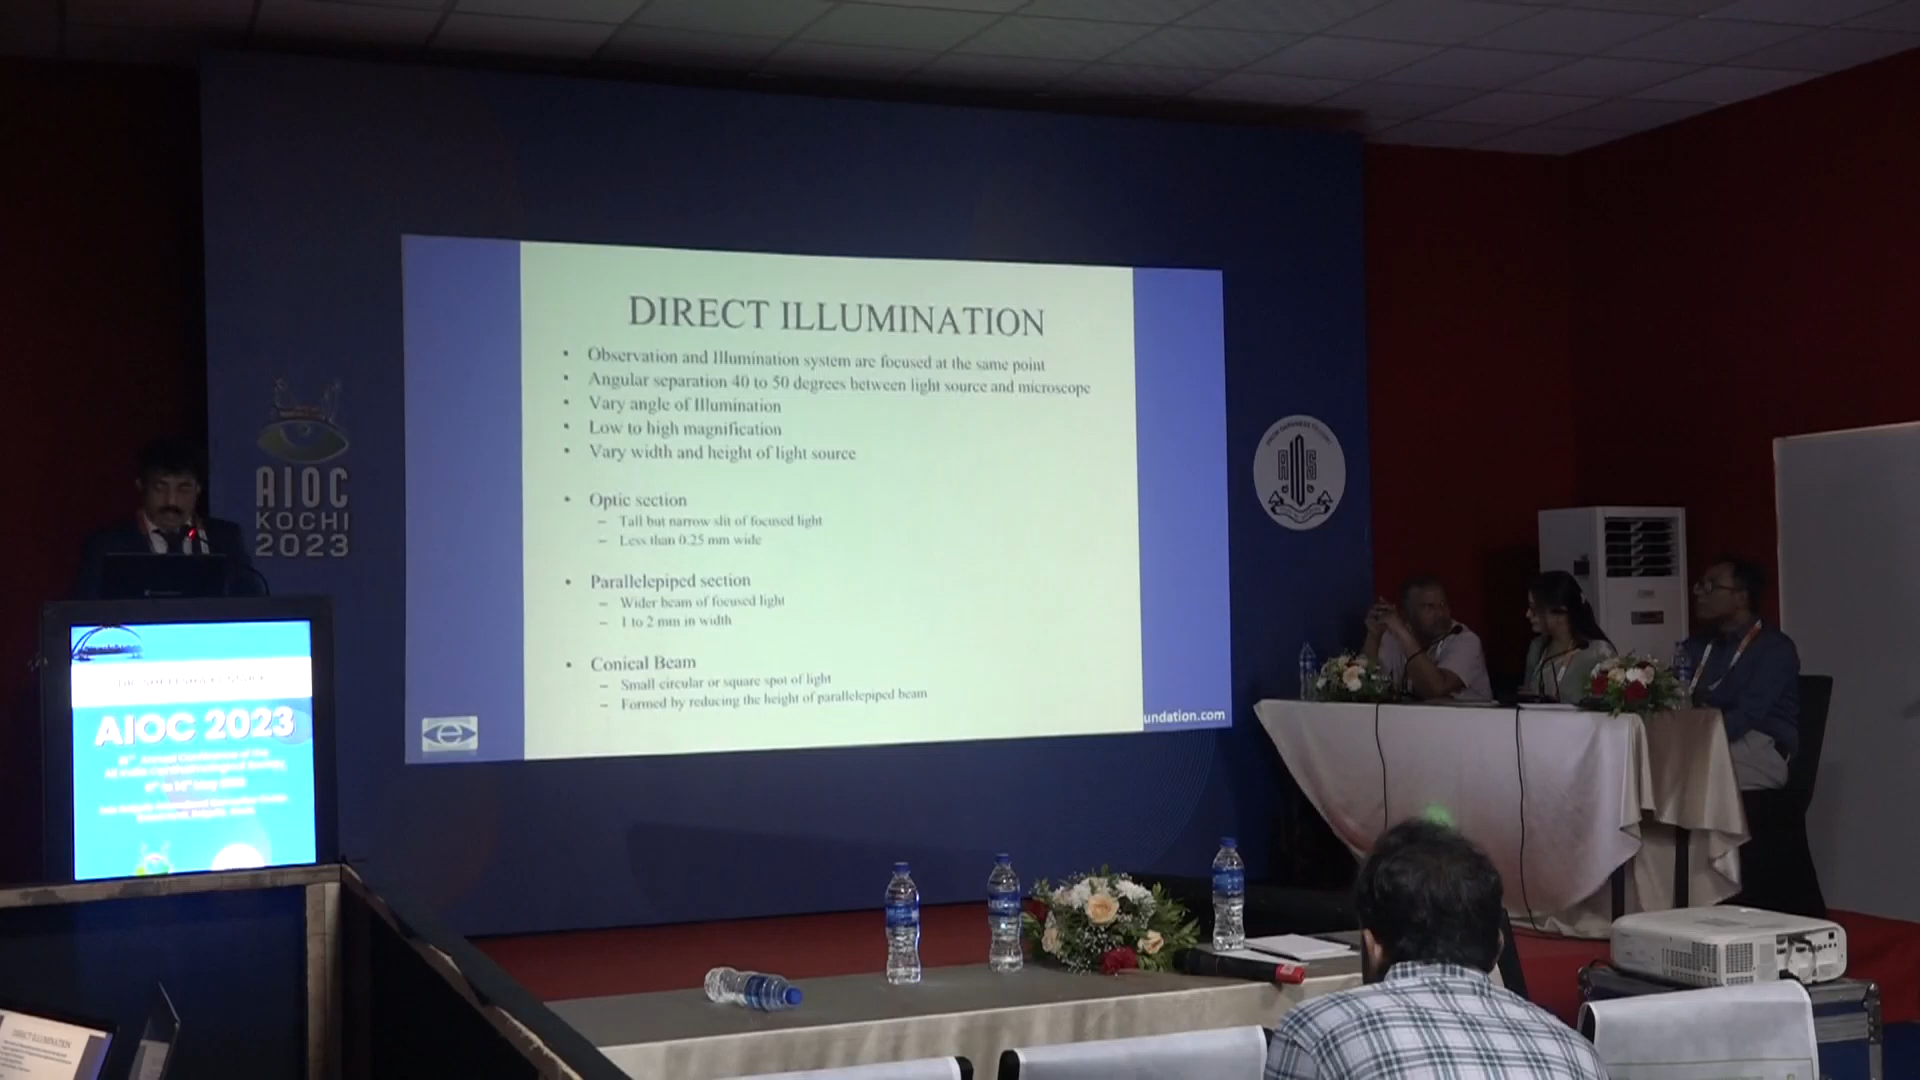 DIRECT ILLUMINATION
• Observation and Illumination system are focused at the same point
• Angular separation 40 to 50 degrees between light source and microscope
• Vary angle of Illumination
• Low to high magnification
• Vary width and height of light source
• Optic section
– Tall but narrow slit of focused light
– Less than 0.25 mm wide
• Parallelepiped section
– Wider beam of focused light
– 1 to 2 mm in width
• Conical Beam
– Small circular or square spot of light
– Formed by reducing the height of parallelepiped beam
undation.com
AIOC
KOCHI
2023
AIOC 2023
DIRECT ILLUMINATION